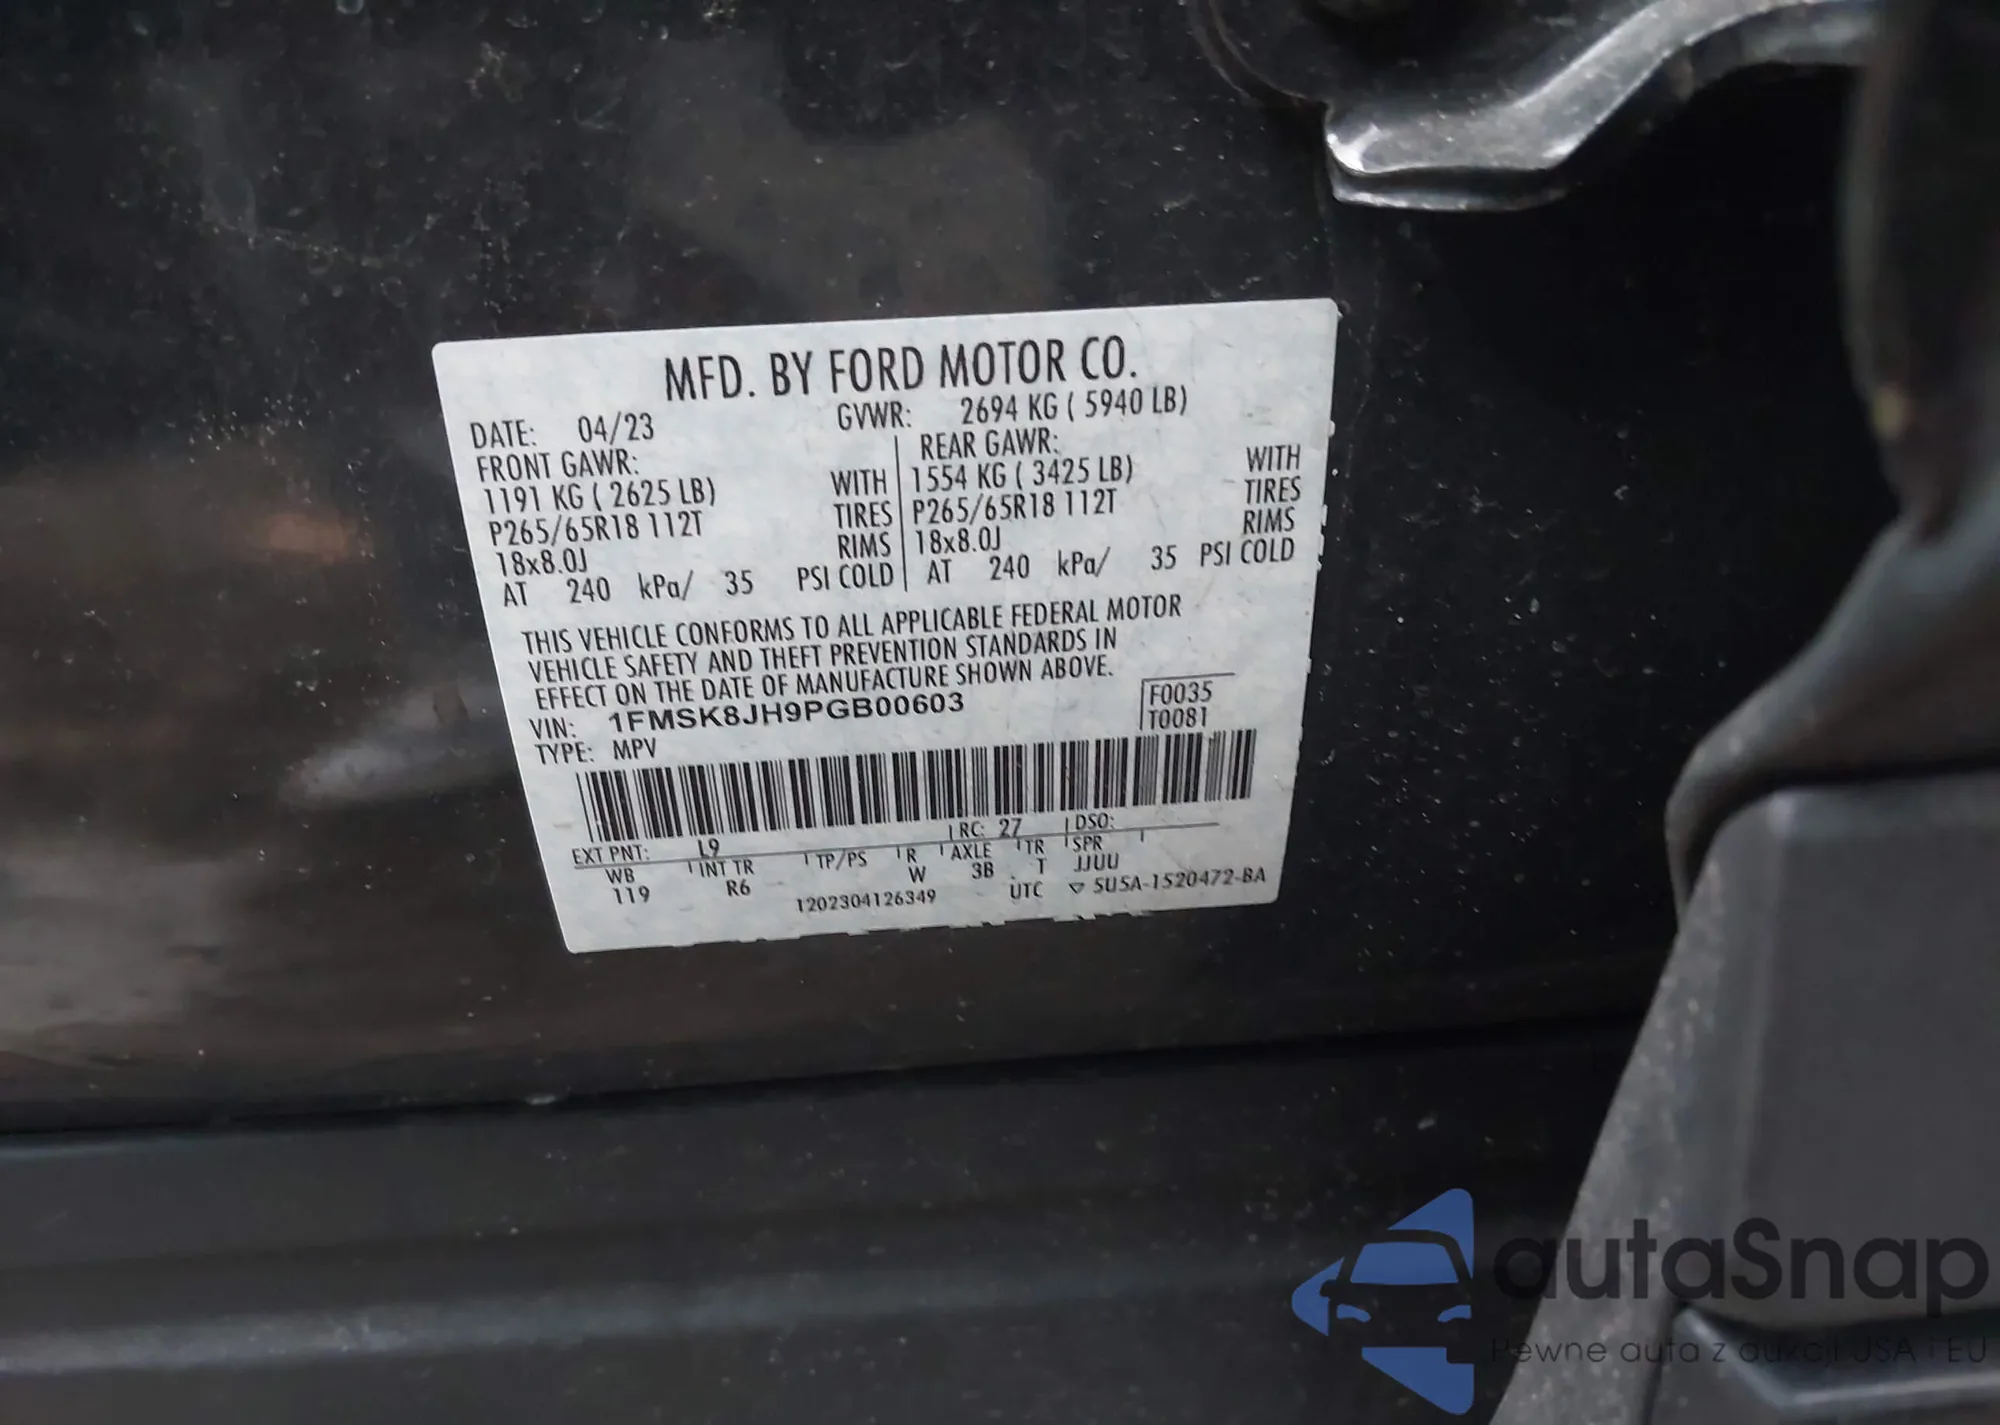 MFD. BY FORD MOTOR CO.
DATE: 04/23 GVWR: 2694 KG ( 5940 LB)
FRONT GAWR: REAR GAWR:
1191 KG ( 2625 LB) WITH 1554 KG ( 3425 LB) WITH
P265/65R18 112T TIRES P265/65R18 112T TIRES
18x8.0J RIMS 18x8.0J RIMS
AT 240 kPa/ 35 PSI COLD AT 240 kPa/ 35 PSI COLD
THIS VEHICLE CONFORMS TO ALL APPLICABLE FEDERAL MOTOR
VEHICLE SAFETY AND THEFT PREVENTION STANDARDS IN
EFFECT ON THE DATE OF MANUFACTURE SHOWN ABOVE.
VIN: 1FMSK8JH9PGB00603 F0035
TYPE: MPV T0081
EXT PNT: L9 RC: 27 DSO:
WB INT TR TP/PS R AXLE TR SPR
119 R6 W 3B T JJUU
1202304126349 UTC ▽ 5U5A-1520472-BA
autaSnap
Pewne auta z aukcji USA i EU